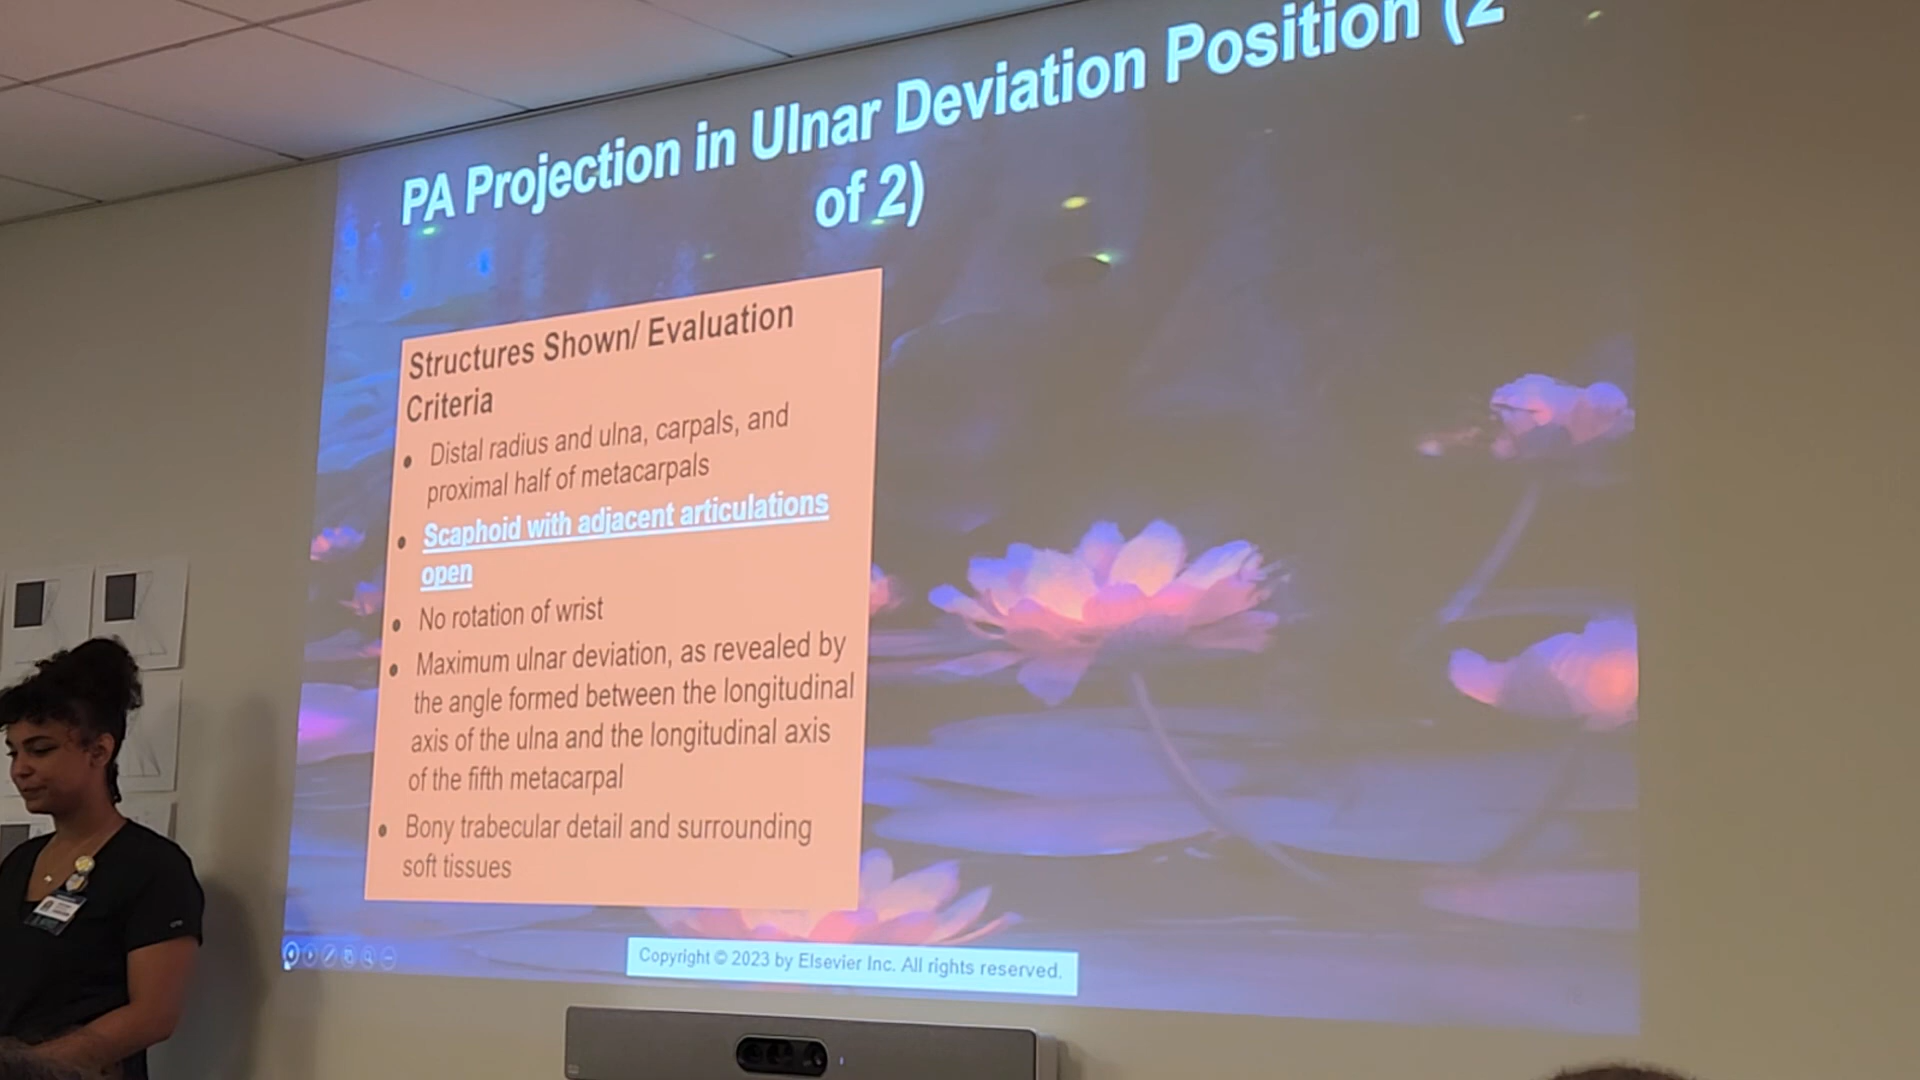 PA Projection in Ulnar Deviation Position (2
of 2)
Structures Shown/ Evaluation
Criteria
• Distal radius and ulna, carpals, and
proximal half of metacarpals
• Scaphoid with adjacent articulations
open
• No rotation of wrist
• Maximum ulnar deviation, as revealed by
the angle formed between the longitudinal
axis of the ulna and the longitudinal axis
of the fifth metacarpal
• Bony trabecular detail and surrounding
soft tissues
Copyright © 2023 by Elsevier Inc. All rights reserved.